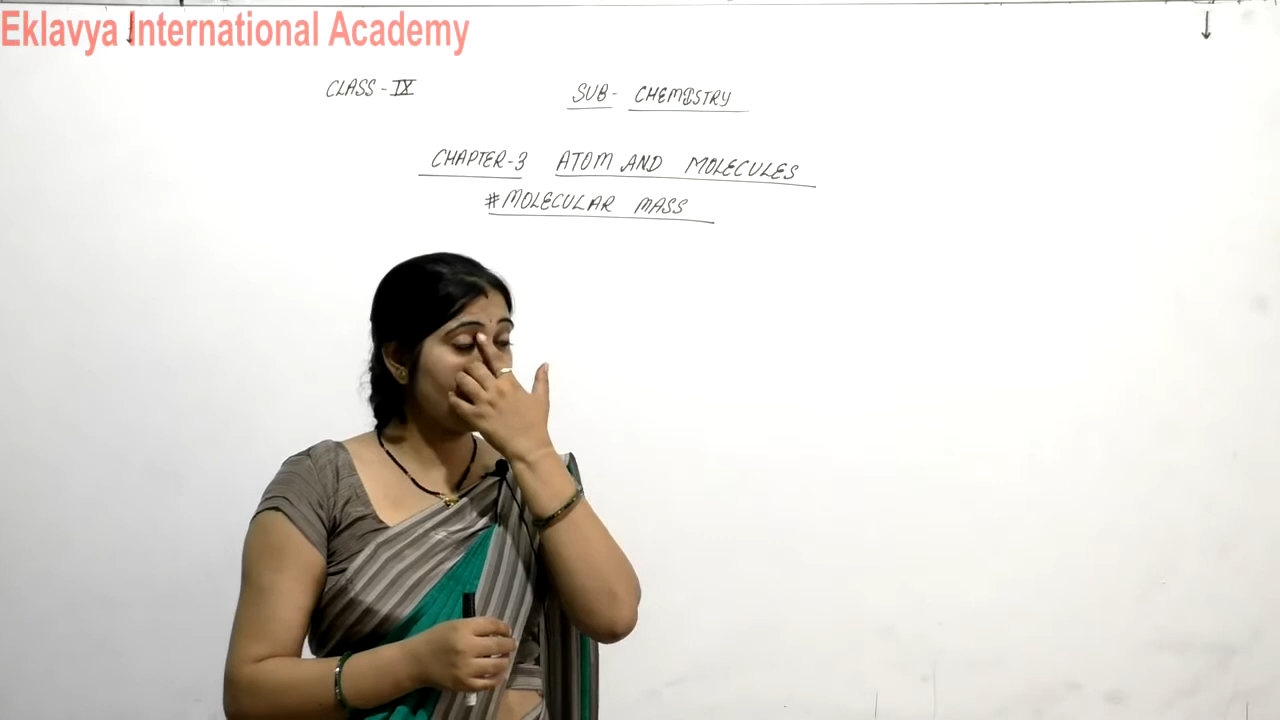 Eklavya International Academy
CLASS - IX SUB - CHEMISTRY
CHAPTER-3 ATOM AND MOLECULES
#MOLECULAR MASS